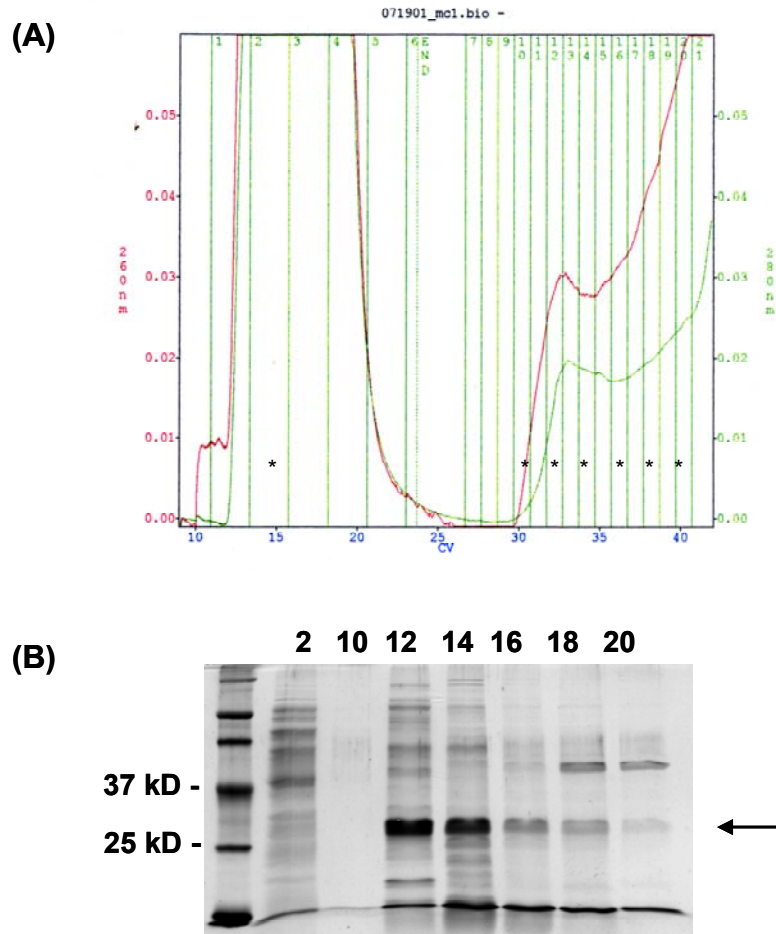 071901_mc1.bio -
(A)
1 2 3 4 5 6 END 7 8 9 10 11 12 13 14 15 16 17 18 19 20 21
0.05 0.05
0.04 0.04
260nm 280nm
0.03 0.03
0.02 0.02
0.01 0.01
* * * * * * *
0.00 0.00
10 15 20 25 30 35 40
CV
(B)
2 10 12 14 16 18 20
37 kD -
25 kD -